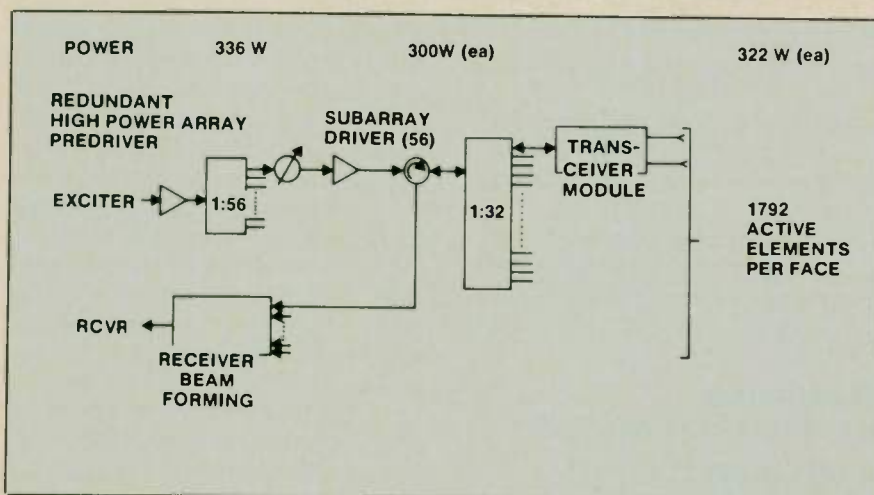 POWER 336 W 300W (ea) 322 W (ea)
REDUNDANT
HIGH POWER ARRAY
PREDRIVER
SUBARRAY
DRIVER (56)
TRANS-
CEIVER
MODULE
EXCITER
1:56
1:32
1792
ACTIVE
ELEMENTS
PER FACE
RCVR
RECEIVER
BEAM
FORMING